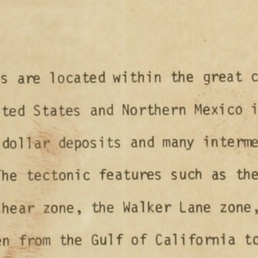 s are located within the great c
ted States and Northern Mexico i
dollar deposits and many interme
he tectonic features such as the
hear zone, the Walker Lane zone,
en from the Gulf of California to